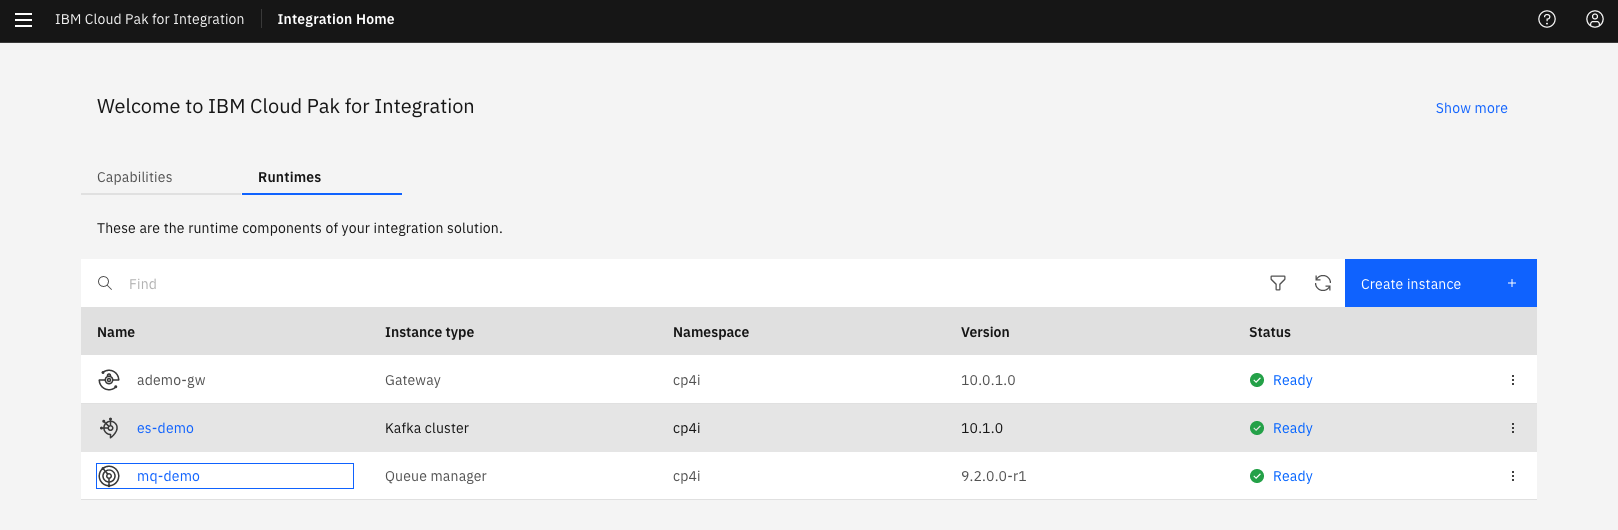 IBM Cloud Pak for Integration Integration Home
Welcome to IBM Cloud Pak for Integration
Show more
Capabilities Runtimes
These are the runtime components of your integration solution.
Find Create instance +
Name Instance type Namespace Version Status
ademo-gw Gateway cp4i 10.0.1.0 Ready
es-demo Kafka cluster cp4i 10.1.0 Ready
mq-demo Queue manager cp4i 9.2.0.0-r1 Ready